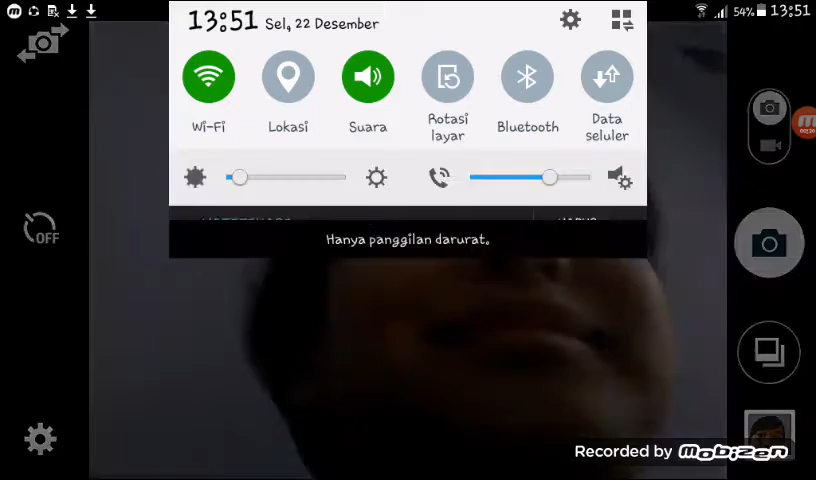 13:51 Sel, 22 Desember
54% 13:51
Wi-Fi
Lokasi
Suara
Rotasi
layar
Bluetooth
Data
seluler
OFF
Hanya panggilan darurat.
Recorded by Mobizen